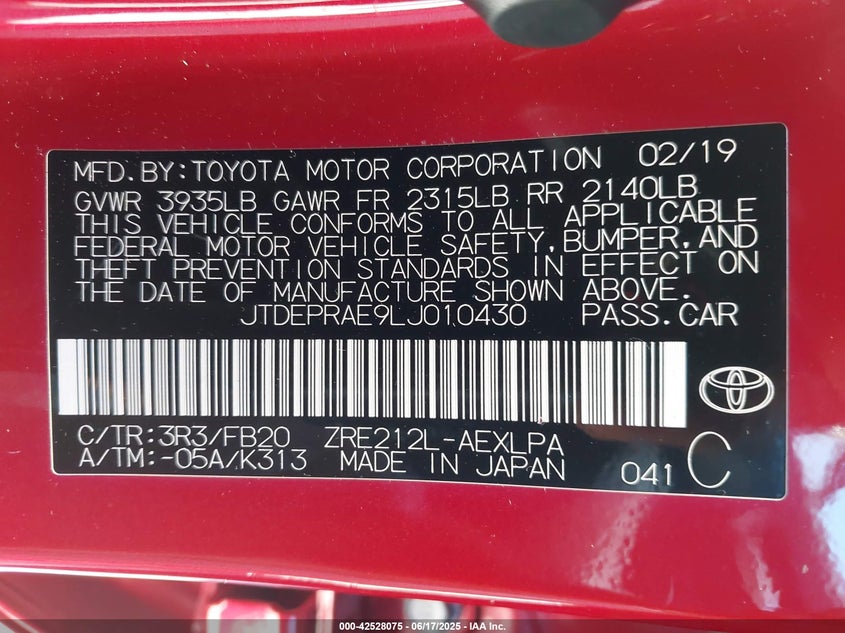 MFD.BY:TOYOTA MOTOR CORPORATION 02/19
GVWR 3935LB GAWR FR 2315LB RR 2140LB
THIS VEHICLE CONFORMS TO ALL APPLICABLE
FEDERAL MOTOR VEHICLE SAFETY,BUMPER,AND
THEFT PREVENTION STANDARDS IN EFFECT ON
THE DATE OF MANUFACTURE SHOWN ABOVE.
JTDEPRAE9LJ010430 PASS.CAR
C/TR:3R3/FB20 ZRE212L-AEXLPA
A/TM:-05A/K313 MADE IN JAPAN 041 C
000-42528075 - 06/17/2025 - IAA Inc.